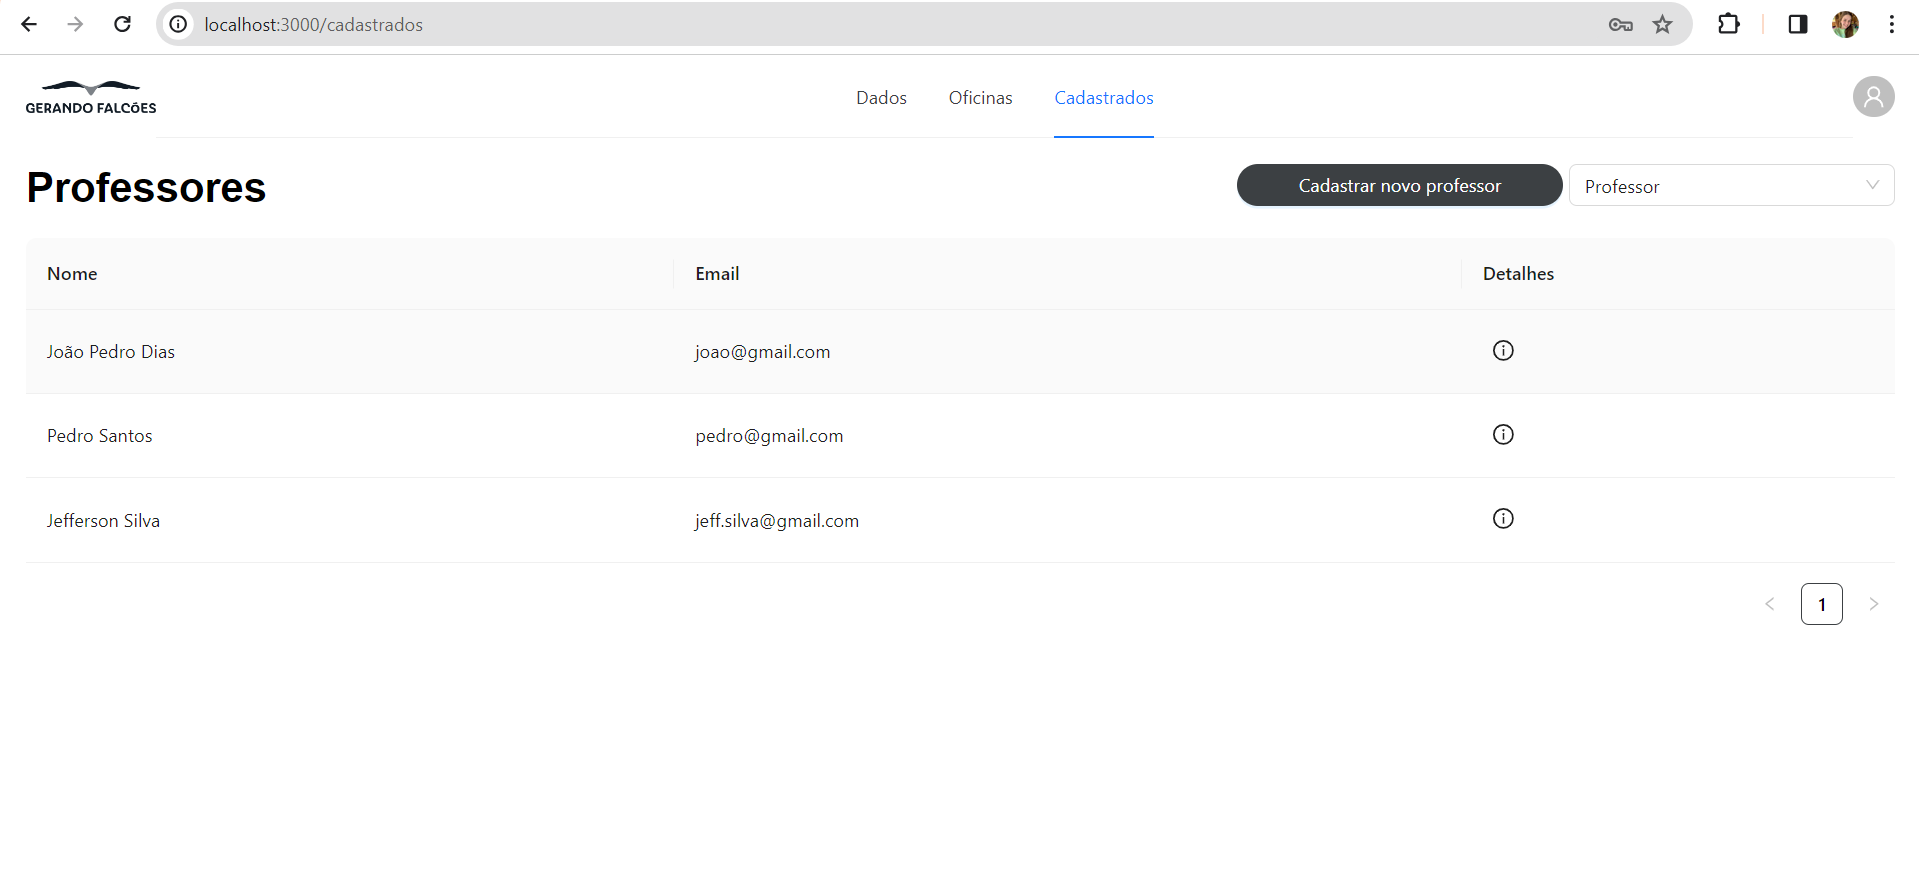 localhost:3000/cadastrados
GERANDO FALCÕES
Dados Oficinas Cadastrados
Professores
Cadastrar novo professor
Professor
Nome Email Detalhes
João Pedro Dias joao@gmail.com
Pedro Santos pedro@gmail.com
Jefferson Silva jeff.silva@gmail.com
1